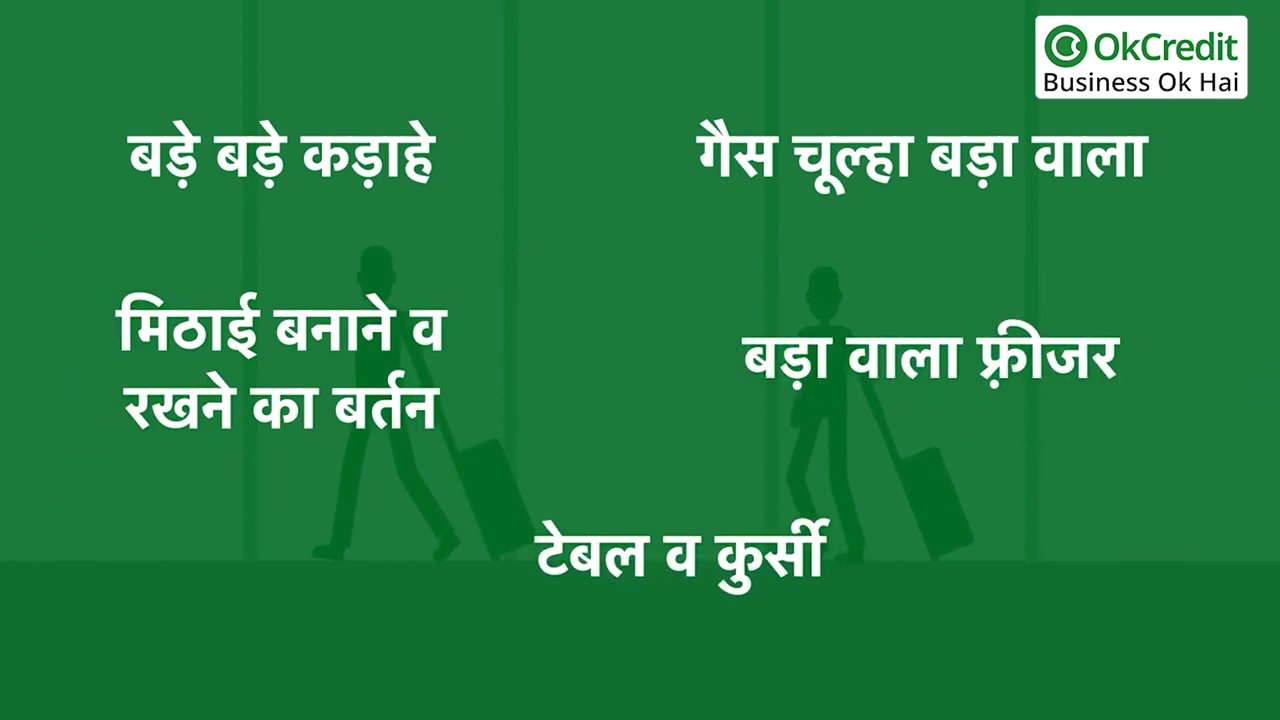 OkCredit
Business Ok Hai
बड़े बड़े कड़ाहे
गैस चूल्हा बड़ा वाला
मिठाई बनाने व
रखने का बर्तन
बड़ा वाला फ़्रीजर
टेबल व कुर्सी